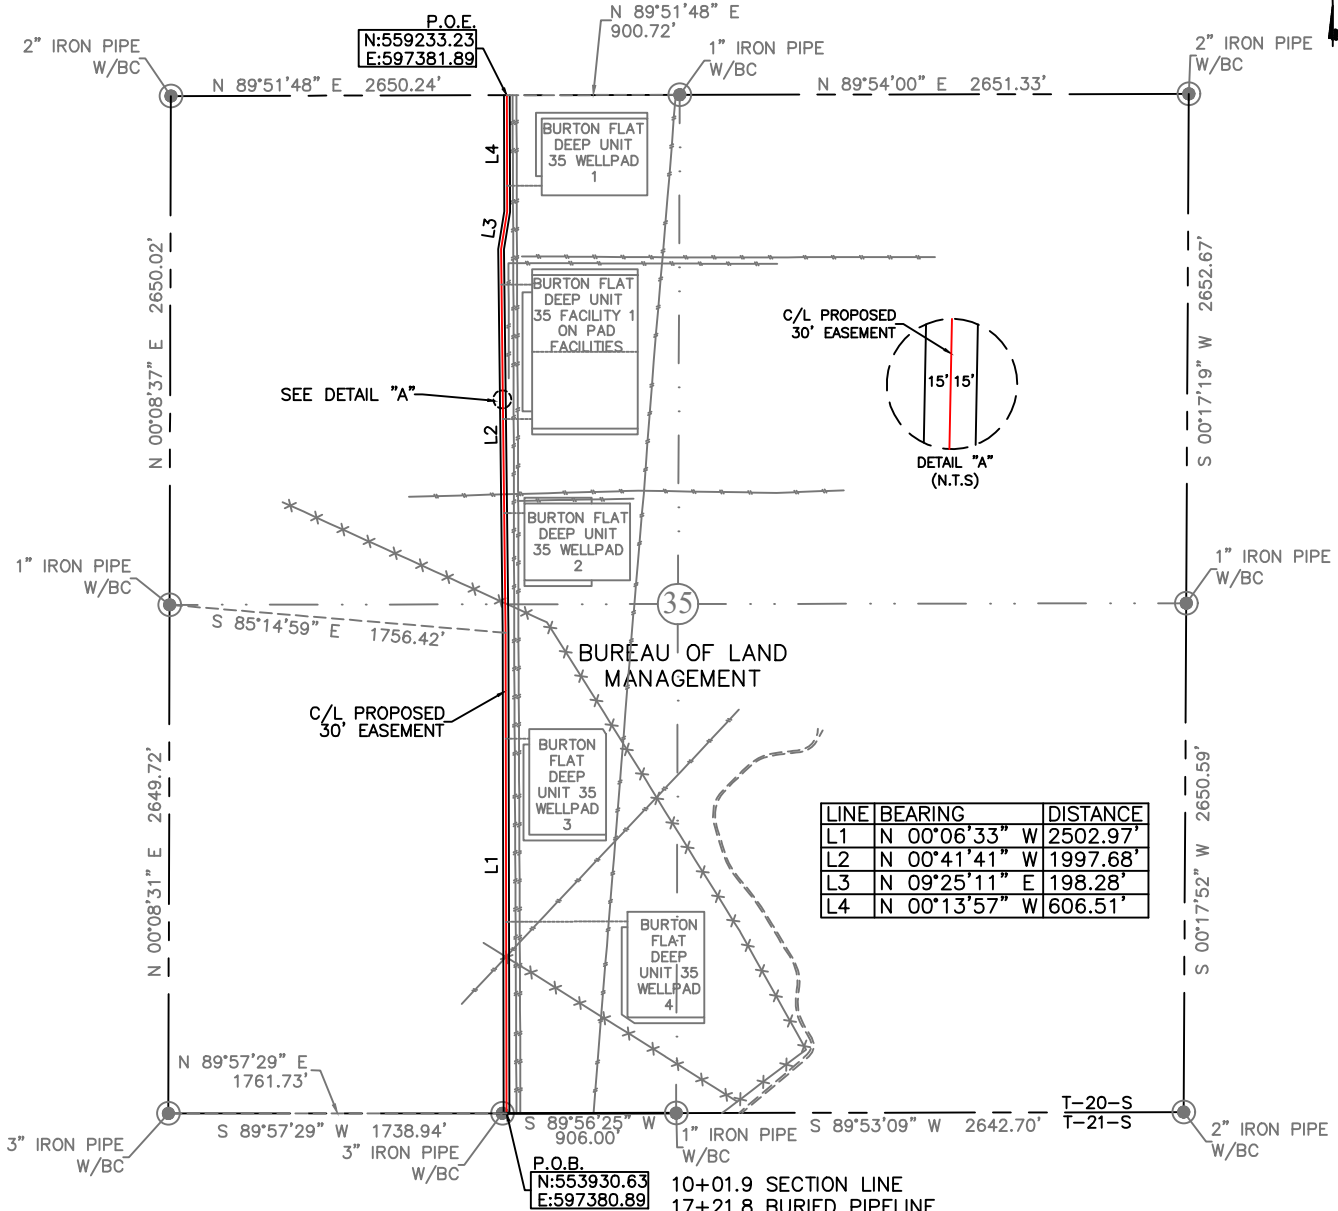 P.O.E.
N:559233.23
E:597381.89
N 89°51'48" E
900.72'
2" IRON PIPE
W/BC
1" IRON PIPE
W/BC
2" IRON PIPE
W/BC
N 89°51'48" E 2650.24'
N 89°54'00" E 2651.33'
L4
BURTON FLAT
DEEP UNIT
35 WELLPAD
1
L3
N 00°08'37" E 2650.02'
S 00°17'19" W 2652.67'
BURTON FLAT
DEEP UNIT
35 FACILITY 1
ON PAD
FACILITIES
C/L PROPOSED
30' EASEMENT
15' 15'
DETAIL "A"
(N.T.S)
SEE DETAIL "A"
L2
BURTON FLAT
DEEP UNIT
35 WELLPAD
2
1" IRON PIPE
W/BC
1" IRON PIPE
W/BC
35
S 85°14'59" E 1756.42'
BUREAU OF LAND
MANAGEMENT
C/L PROPOSED
30' EASEMENT
BURTON
FLAT
DEEP
UNIT 35
WELLPAD
3
N 00°08'31" E 2649.72'
S 00°17'52" W 2650.59'
LINE BEARING DISTANCE
L1 N 00°06'33" W 2502.97'
L2 N 00°41'41" W 1997.68'
L3 N 09°25'11" E 198.28'
L4 N 00°13'57" W 606.51'
L1
BURTON
FLAT
DEEP
UNIT 35
WELLPAD
4
N 89°57'29" E
1761.73'
T-20-S
T-21-S
S 89°57'29" W 1738.94'
S 89°56'25" W
906.00'
S 89°53'09" W 2642.70'
3" IRON PIPE
W/BC
3" IRON PIPE
W/BC
1" IRON PIPE
W/BC
2" IRON PIPE
W/BC
P.O.B.
N:553930.63
E:597380.89
10+01.9 SECTION LINE
17+21.8 BURIED PIPELINE